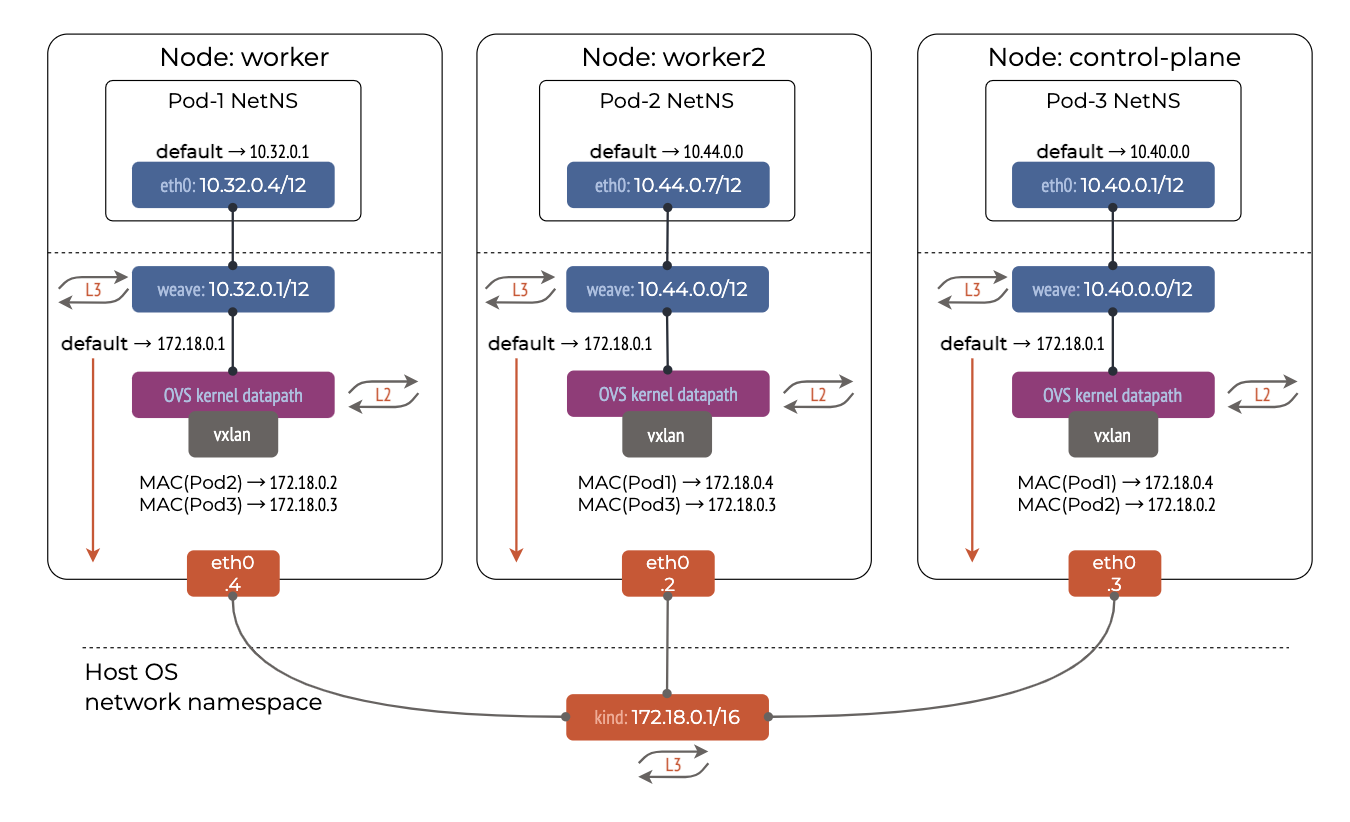 Node: worker
Pod-1 NetNS
default → 10.32.0.1
eth0: 10.32.0.4/12
L3
weave: 10.32.0.1/12
default → 172.18.0.1
OVS kernel datapath
L2
vxlan
MAC(Pod2) → 172.18.0.2
MAC(Pod3) → 172.18.0.3
eth0
.4
Node: worker2
Pod-2 NetNS
default → 10.44.0.0
eth0: 10.44.0.7/12
L3
weave: 10.44.0.0/12
default → 172.18.0.1
OVS kernel datapath
L2
vxlan
MAC(Pod1) → 172.18.0.4
MAC(Pod3) → 172.18.0.3
eth0
.2
Node: control-plane
Pod-3 NetNS
default → 10.40.0.0
eth0: 10.40.0.1/12
L3
weave: 10.40.0.0/12
default → 172.18.0.1
OVS kernel datapath
L2
vxlan
MAC(Pod1) → 172.18.0.4
MAC(Pod2) → 172.18.0.2
eth0
.3
Host OS
network namespace
kind: 172.18.0.1/16
L3